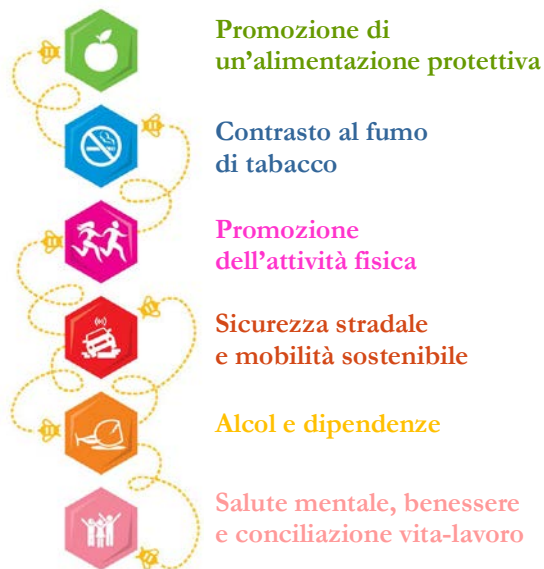 Promozione di
un’alimentazione protettiva
Contrasto al fumo
di tabacco
Promozione
dell’attività fisica
Sicurezza stradale
e mobilità sostenibile
Alcol e dipendenze
Salute mentale, benessere
e conciliazione vita-lavoro